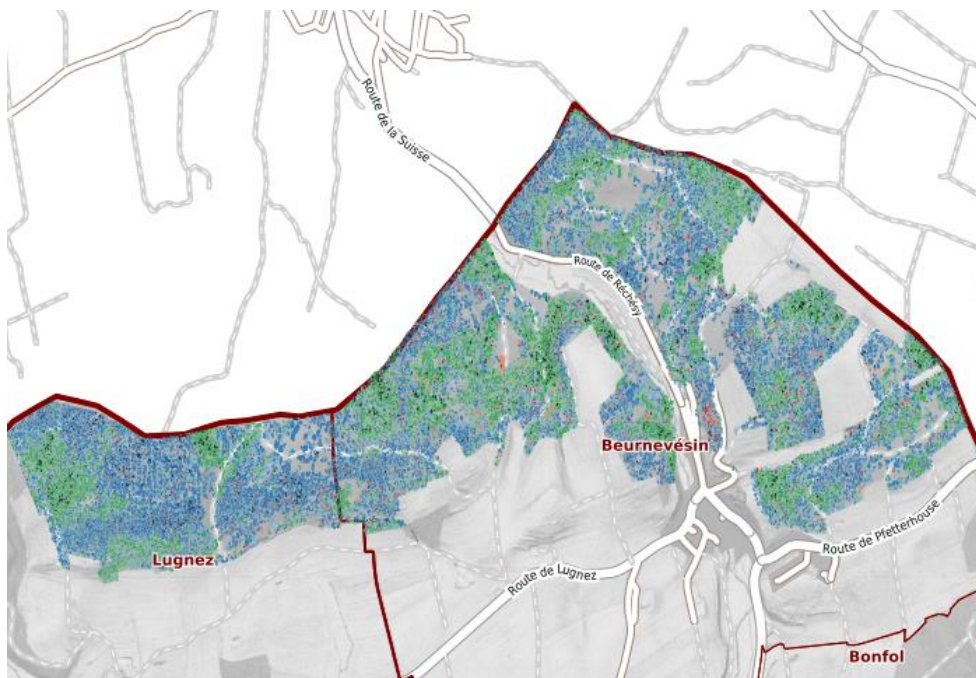 Route de la Suisse
Route de Réchésy
Beurnevésin
Lugnez
Route de Pfetterhouse
Route de Lugnez
Bonfol